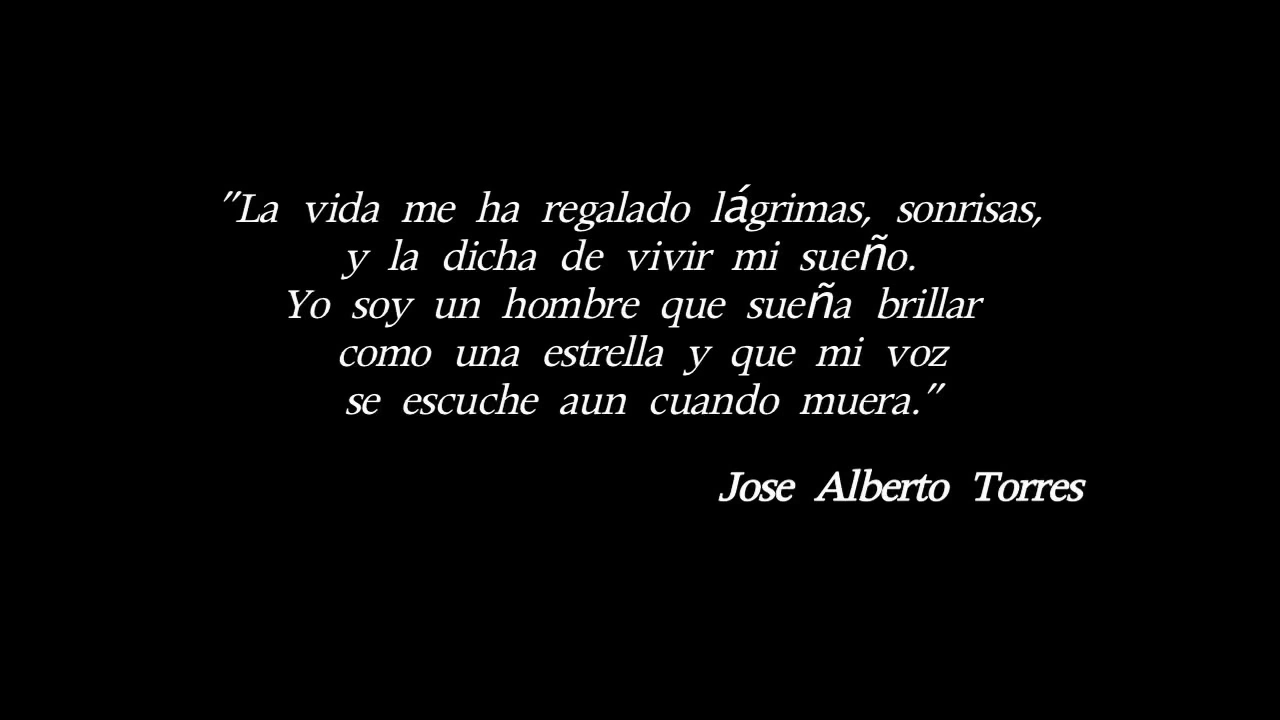 "La vida me ha regalado lágrimas, sonrisas,
y la dicha de vivir mi sueño.
Yo soy un hombre que sueña brillar
como una estrella y que mi voz
se escuche aun cuando muera."
Jose Alberto Torres